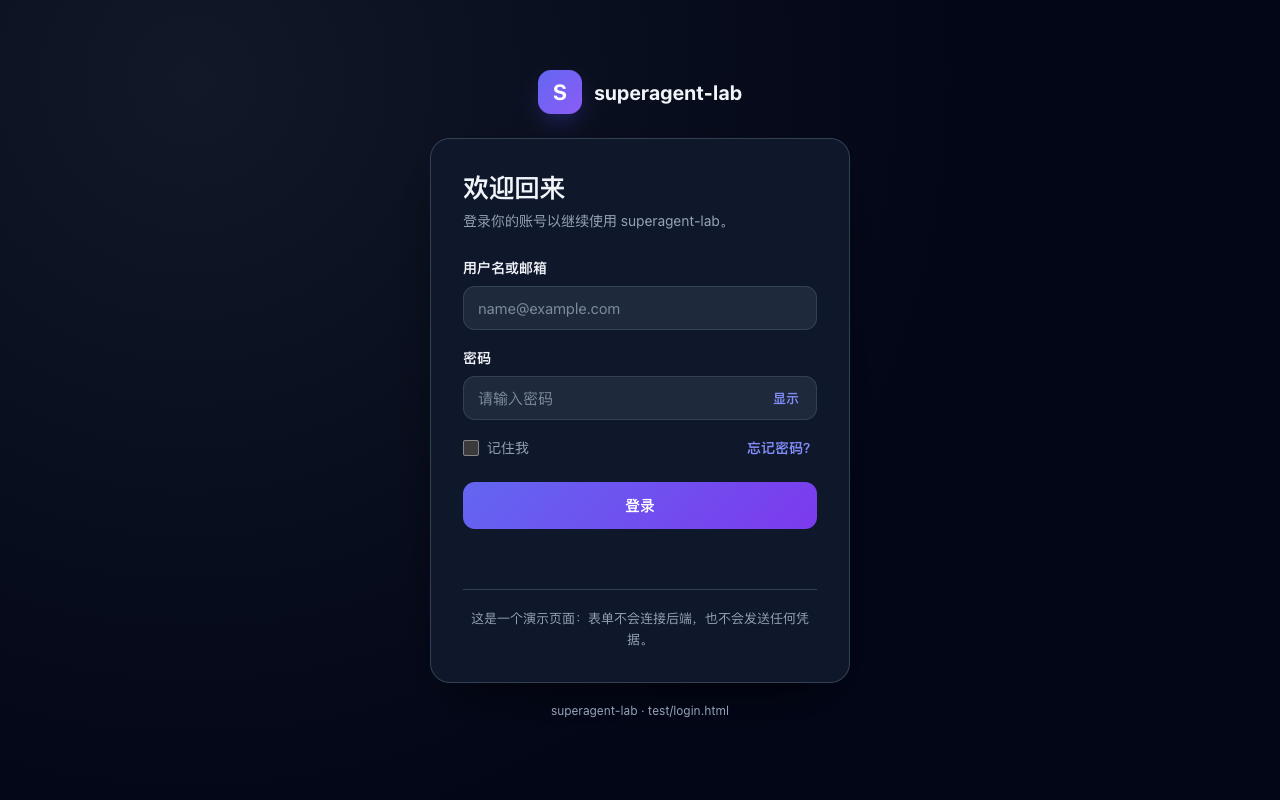 S superagent-lab
欢迎回来
登录你的账号以继续使用 superagent-lab。
用户名或邮箱
name@example.com
密码
请输入密码 显示
记住我 忘记密码?
登录
这是一个演示页面：表单不会连接后端，也不会发送任何凭
据。
superagent-lab · test/login.html